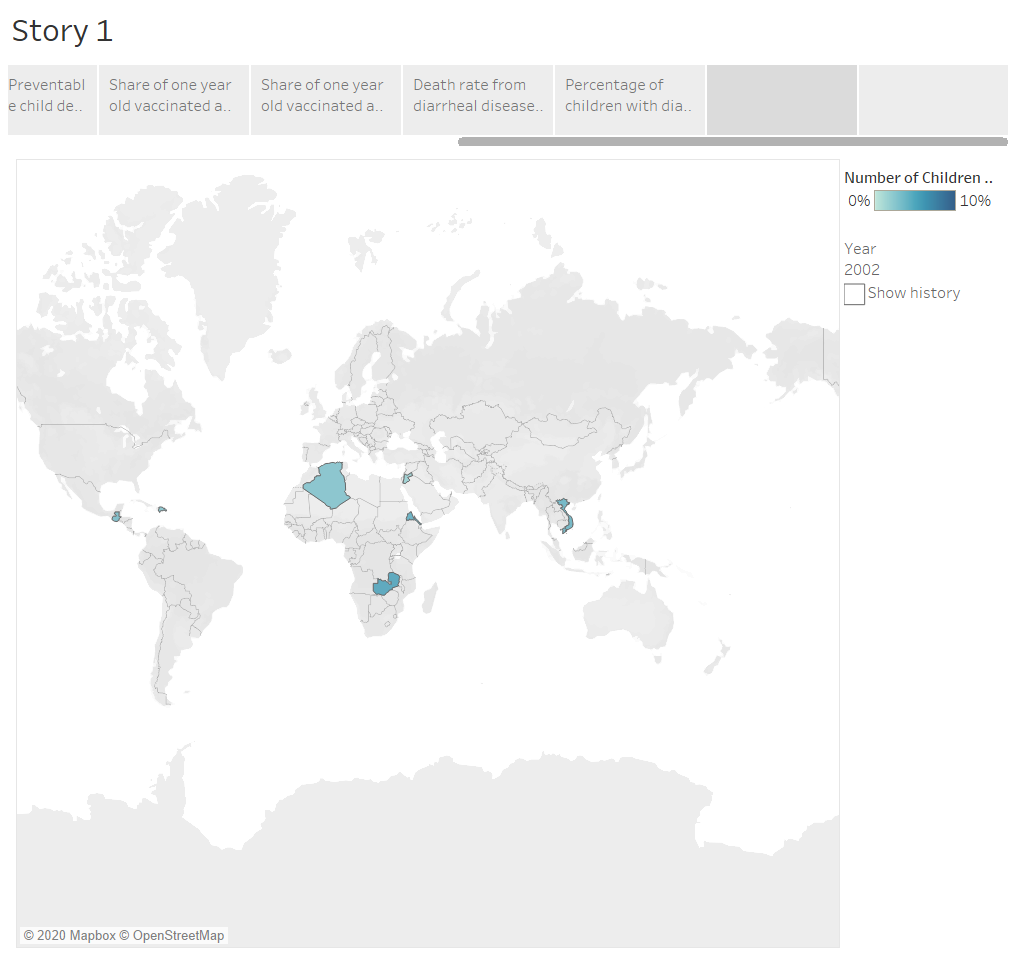 Story 1
Preventabl
e child de..
Share of one year
old vaccinated a..
Share of one year
old vaccinated a..
Death rate from
diarrheal disease..
Percentage of
children with dia..
Number of Children ..
0% 10%
Year
2002
Show history
© 2020 Mapbox © OpenStreetMap